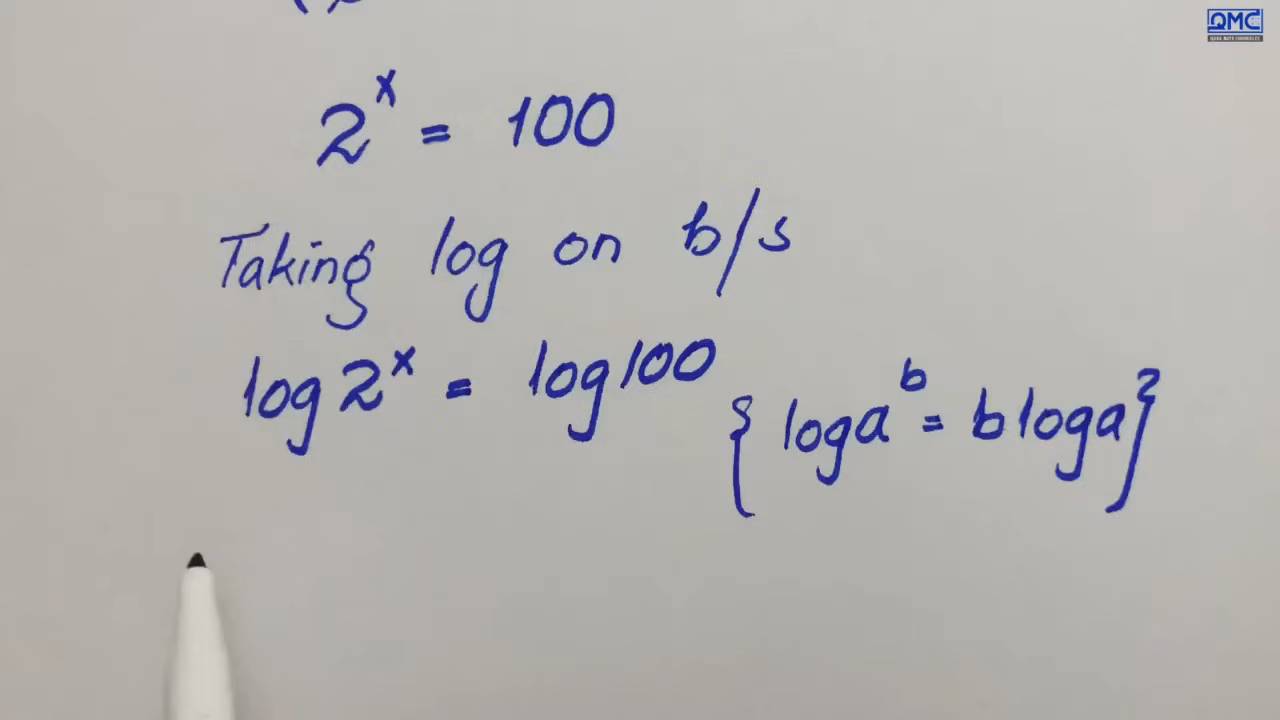 QMC
2^x = 100
Taking log on b/s
log 2^x = log 100
{ log a^b = b log a }